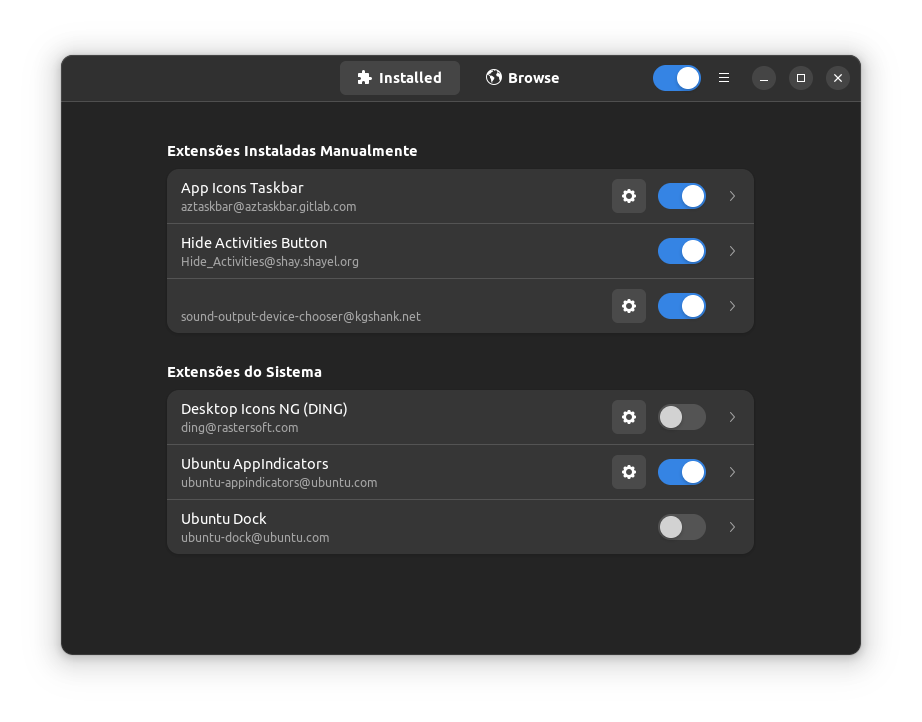 Installed
Browse
Extensões Instaladas Manualmente
App Icons Taskbar
aztaskbar@aztaskbar.gitlab.com
Hide Activities Button
Hide_Activities@shay.shayel.org
sound-output-device-chooser@kgshank.net
Extensões do Sistema
Desktop Icons NG (DING)
ding@rastersoft.com
Ubuntu AppIndicators
ubuntu-appindicators@ubuntu.com
Ubuntu Dock
ubuntu-dock@ubuntu.com